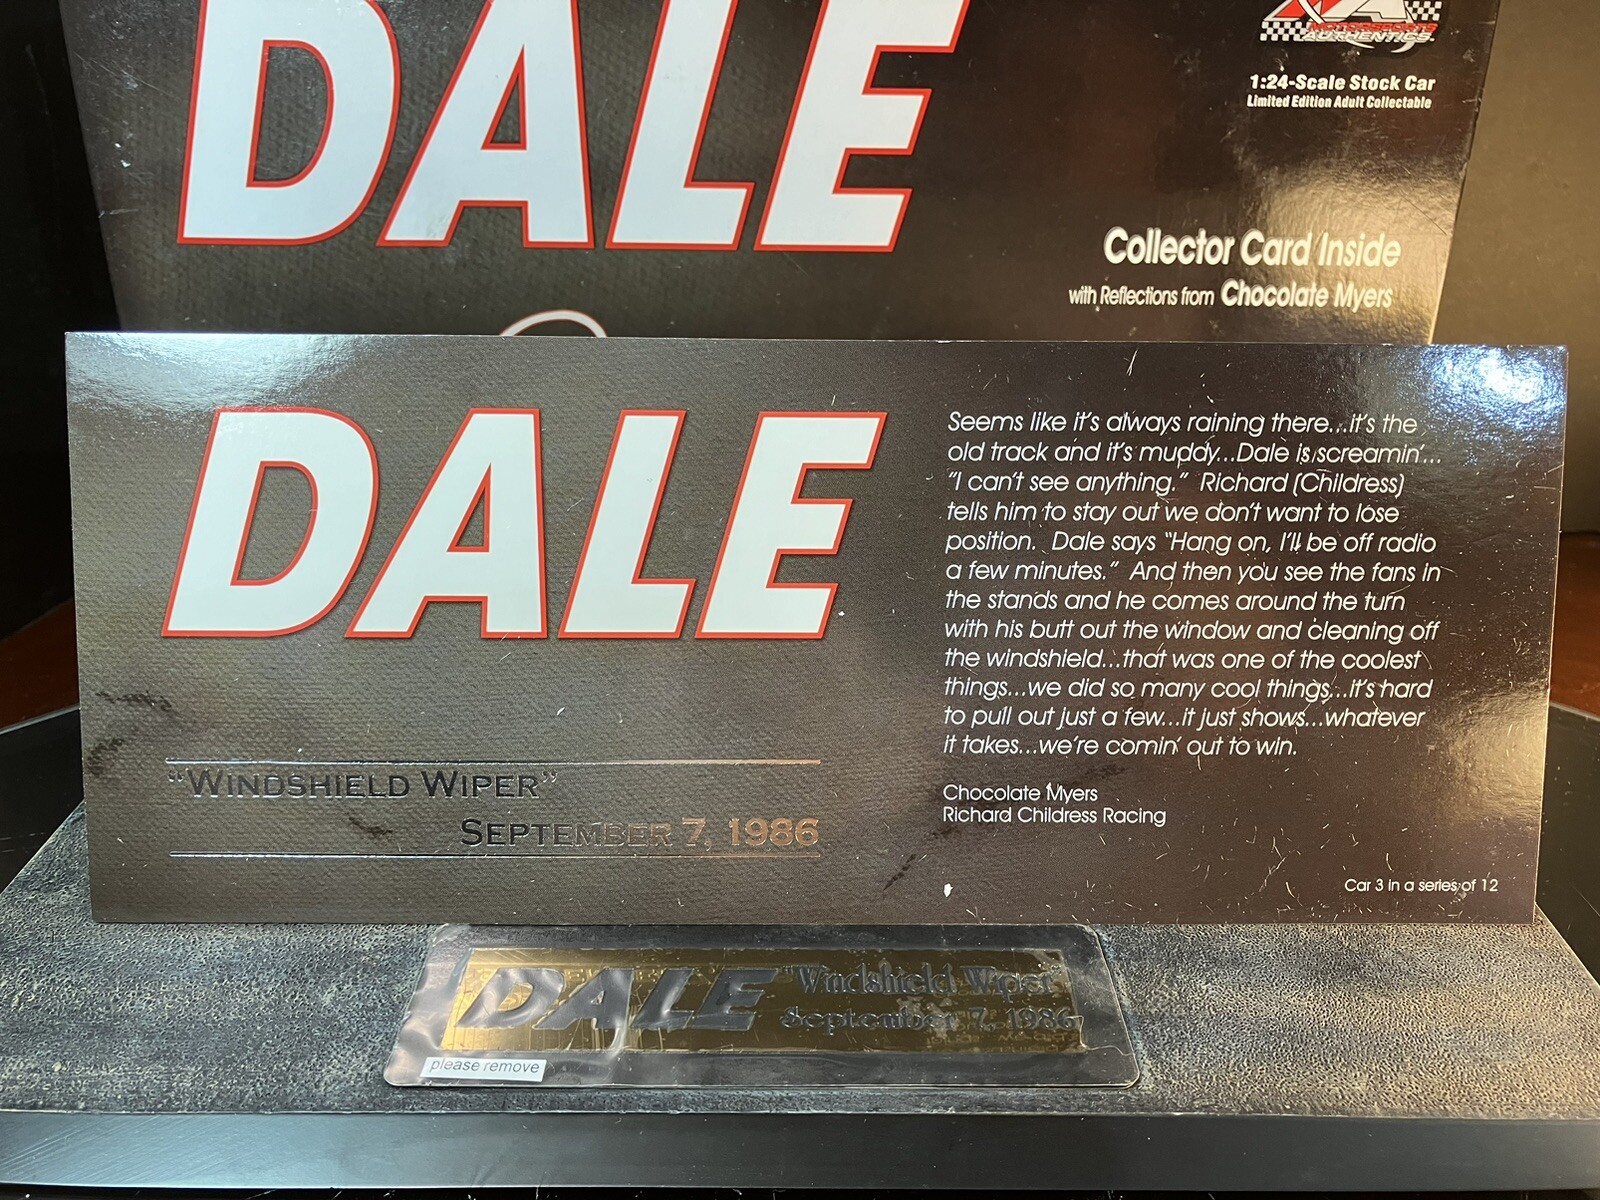 DALE
MOTORSPORTS
AUTHENTICS
1:24-Scale Stock Car
Limited Edition Adult Collectable
Collector Card Inside
with Reflections from Chocolate Myers
DALE
"WINDSHIELD WIPER"
SEPTEMBER 7, 1986
Seems like it's always raining there...it's the
old track and it's muddy...Dale is screamin'...
"I can't see anything." Richard (Childress)
tells him to stay out we don't want to lose
position. Dale says "Hang on, I'll be off radio
a few minutes." And then you see the fans in
the stands and he comes around the turn
with his butt out the window and cleaning off
the windshield...that was one of the coolest
things...we did so many cool things...it's hard
to pull out just a few...it just shows...whatever
it takes...we're comin' out to win.
Chocolate Myers
Richard Childress Racing
Car 3 in a series of 12
DALE "Windshield Wiper"
September 7, 1986
please remove